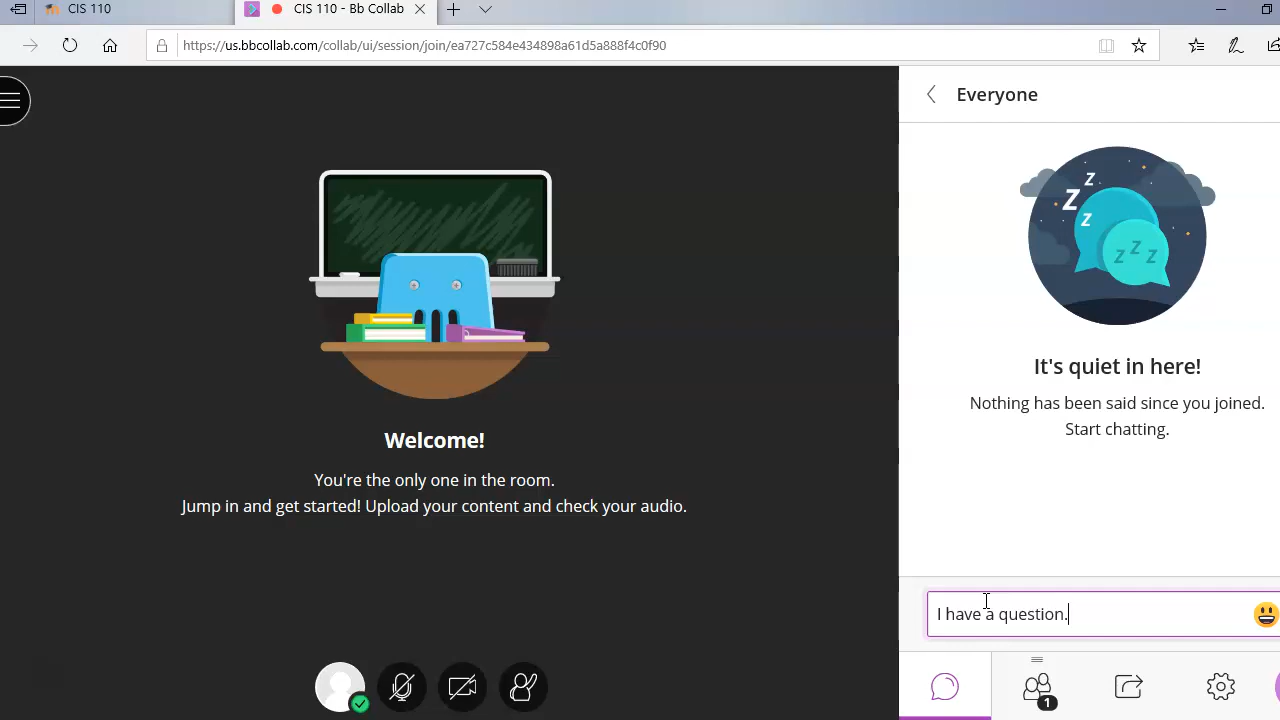 CIS 110
CIS 110 - Bb Collab
https://us.bbcollab.com/collab/ui/session/join/ea727c584e434898a61d5a888f4c0f90
Everyone
Z z z
z z z
It's quiet in here!
Nothing has been said since you joined.
Start chatting.
Welcome!
You're the only one in the room.
Jump in and get started! Upload your content and check your audio.
I have a question.
1